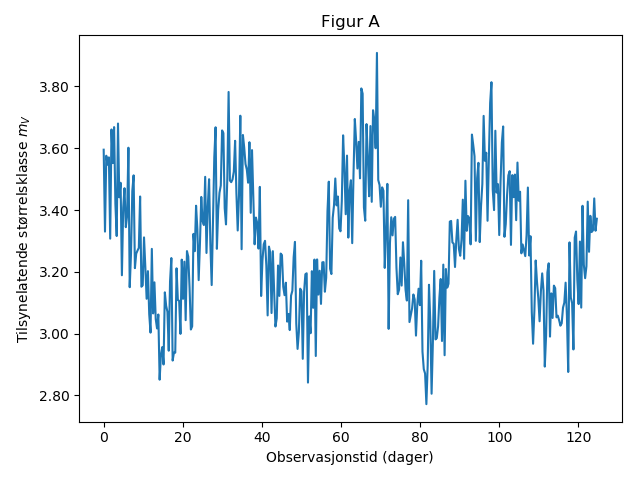 Figur A
Tilsynelatende størrelsklasse $m_V$
3.80
3.60
3.40
3.20
3.00
2.80
0 20 40 60 80 100 120
Observasjonstid (dager)